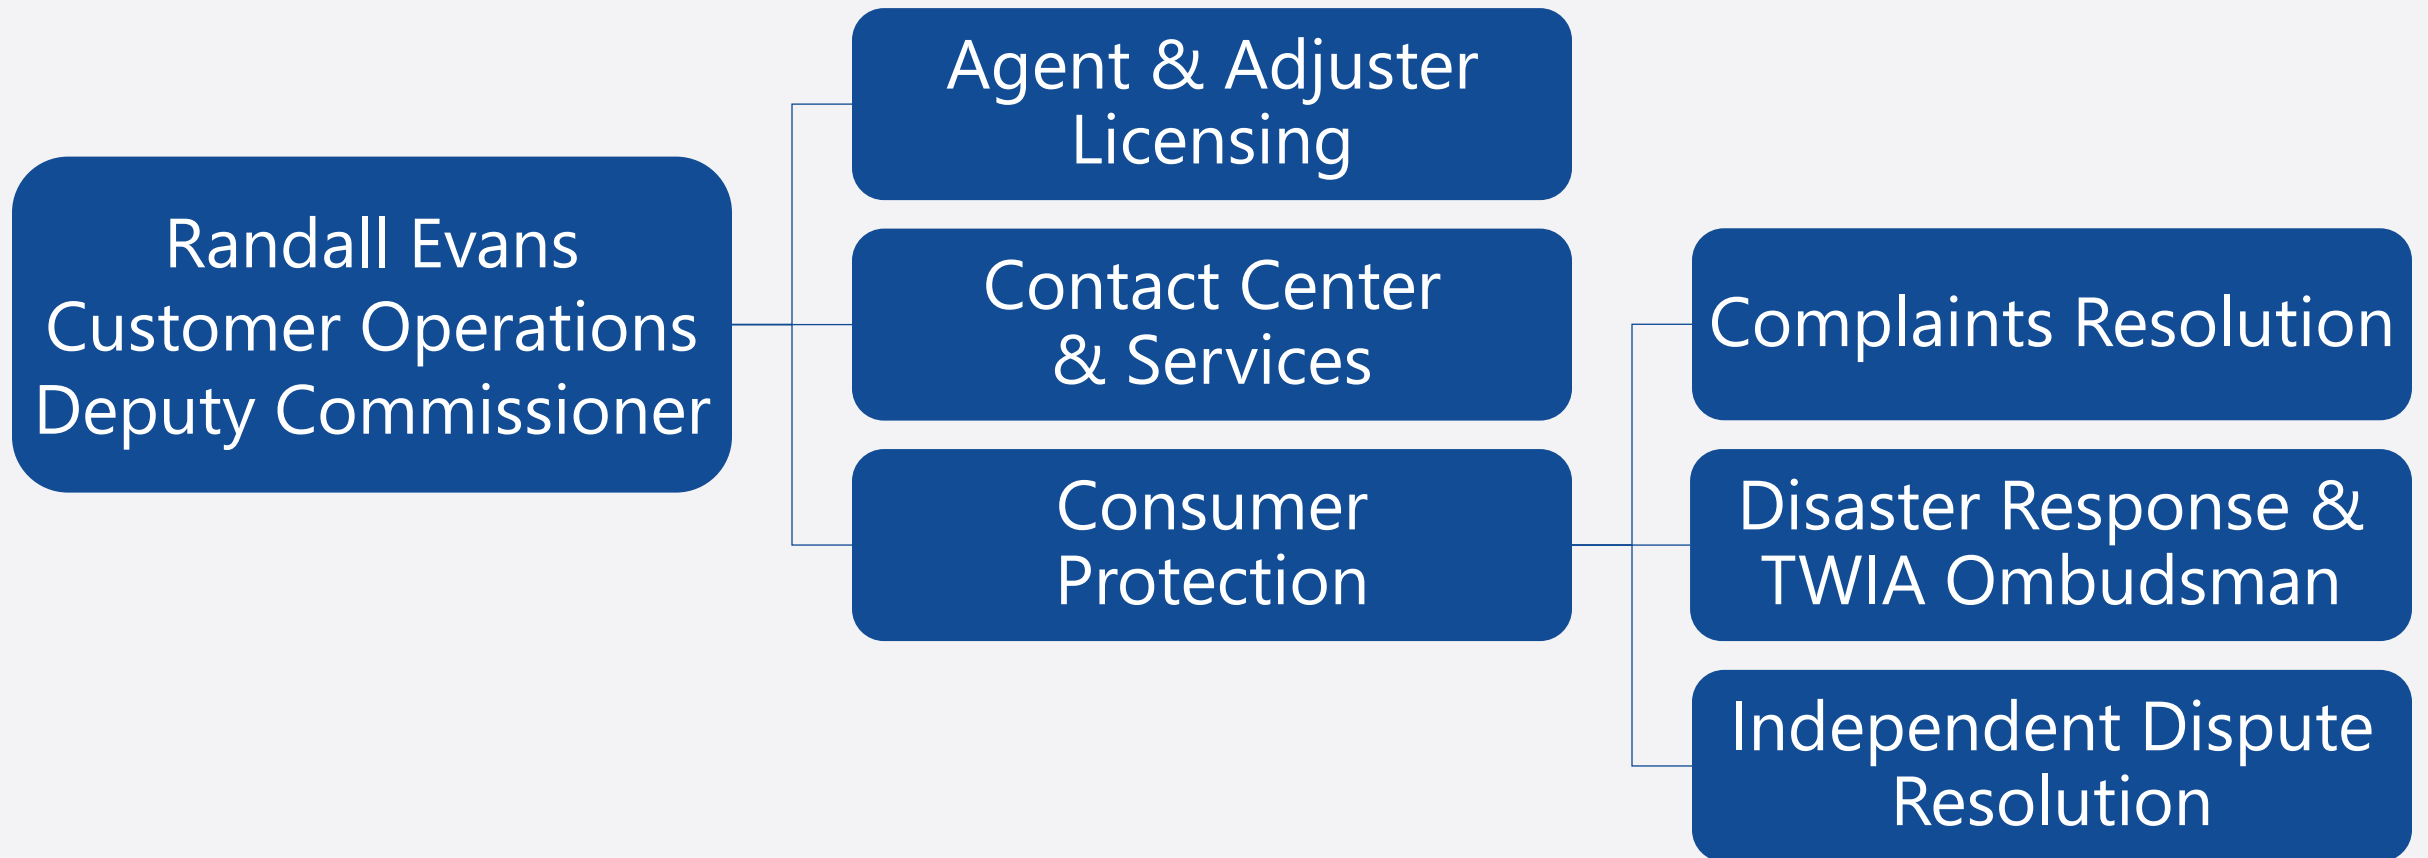 Randall Evans
Customer Operations
Deputy Commissioner
Agent & Adjuster
Licensing
Contact Center
& Services
Consumer
Protection
Complaints Resolution
Disaster Response &
TWIA Ombudsman
Independent Dispute
Resolution